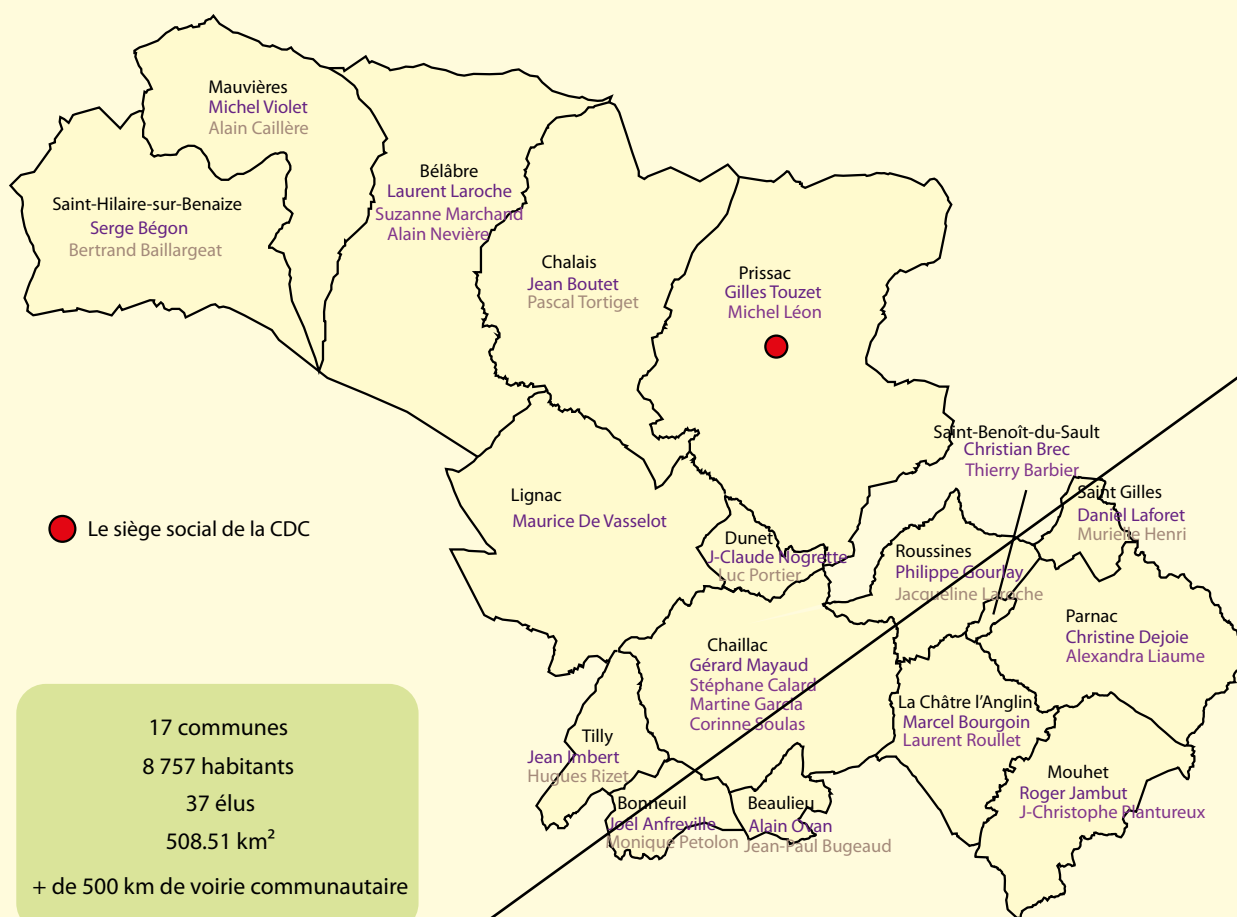 Mauvières
Michel Violet
Alain Caillère
Saint-Hilaire-sur-Benaize
Serge Bégon
Bertrand Baillargeat
Bélâbre
Laurent Laroche
Suzanne Marchand
Alain Nevière
Chalais
Jean Boutet
Pascal Tortiget
Prissac
Gilles Touzet
Michel Léon
Saint-Benoît-du-Sault
Christian Brec
Thierry Barbier
Saint Gilles
Daniel Laforet
Murielle Henri
Lignac
Maurice De Vasselot
Le siège social de la CDC
Dunet
J-Claude Nogrette
Luc Portier
Roussines
Philippe Gourlay
Jacqueline Laroche
Parnac
Christine Dejoie
Alexandra Liaume
Chaillac
Gérard Mayaud
Stéphane Calard
Martine Garcia
Corinne Soulas
La Châtre l'Anglin
Marcel Bourgoin
Laurent Roullet
Tilly
Jean Imbert
Hugues Rizet
Bonneuil
Joël Anfreville
Monique Petolon
Beaulieu
Alain Ovan
Jean-Paul Bugeaud
Mouhet
Roger Jambut
J-Christophe Plantureux
17 communes
8 757 habitants
37 élus
508.51 km²
+ de 500 km de voirie communautaire